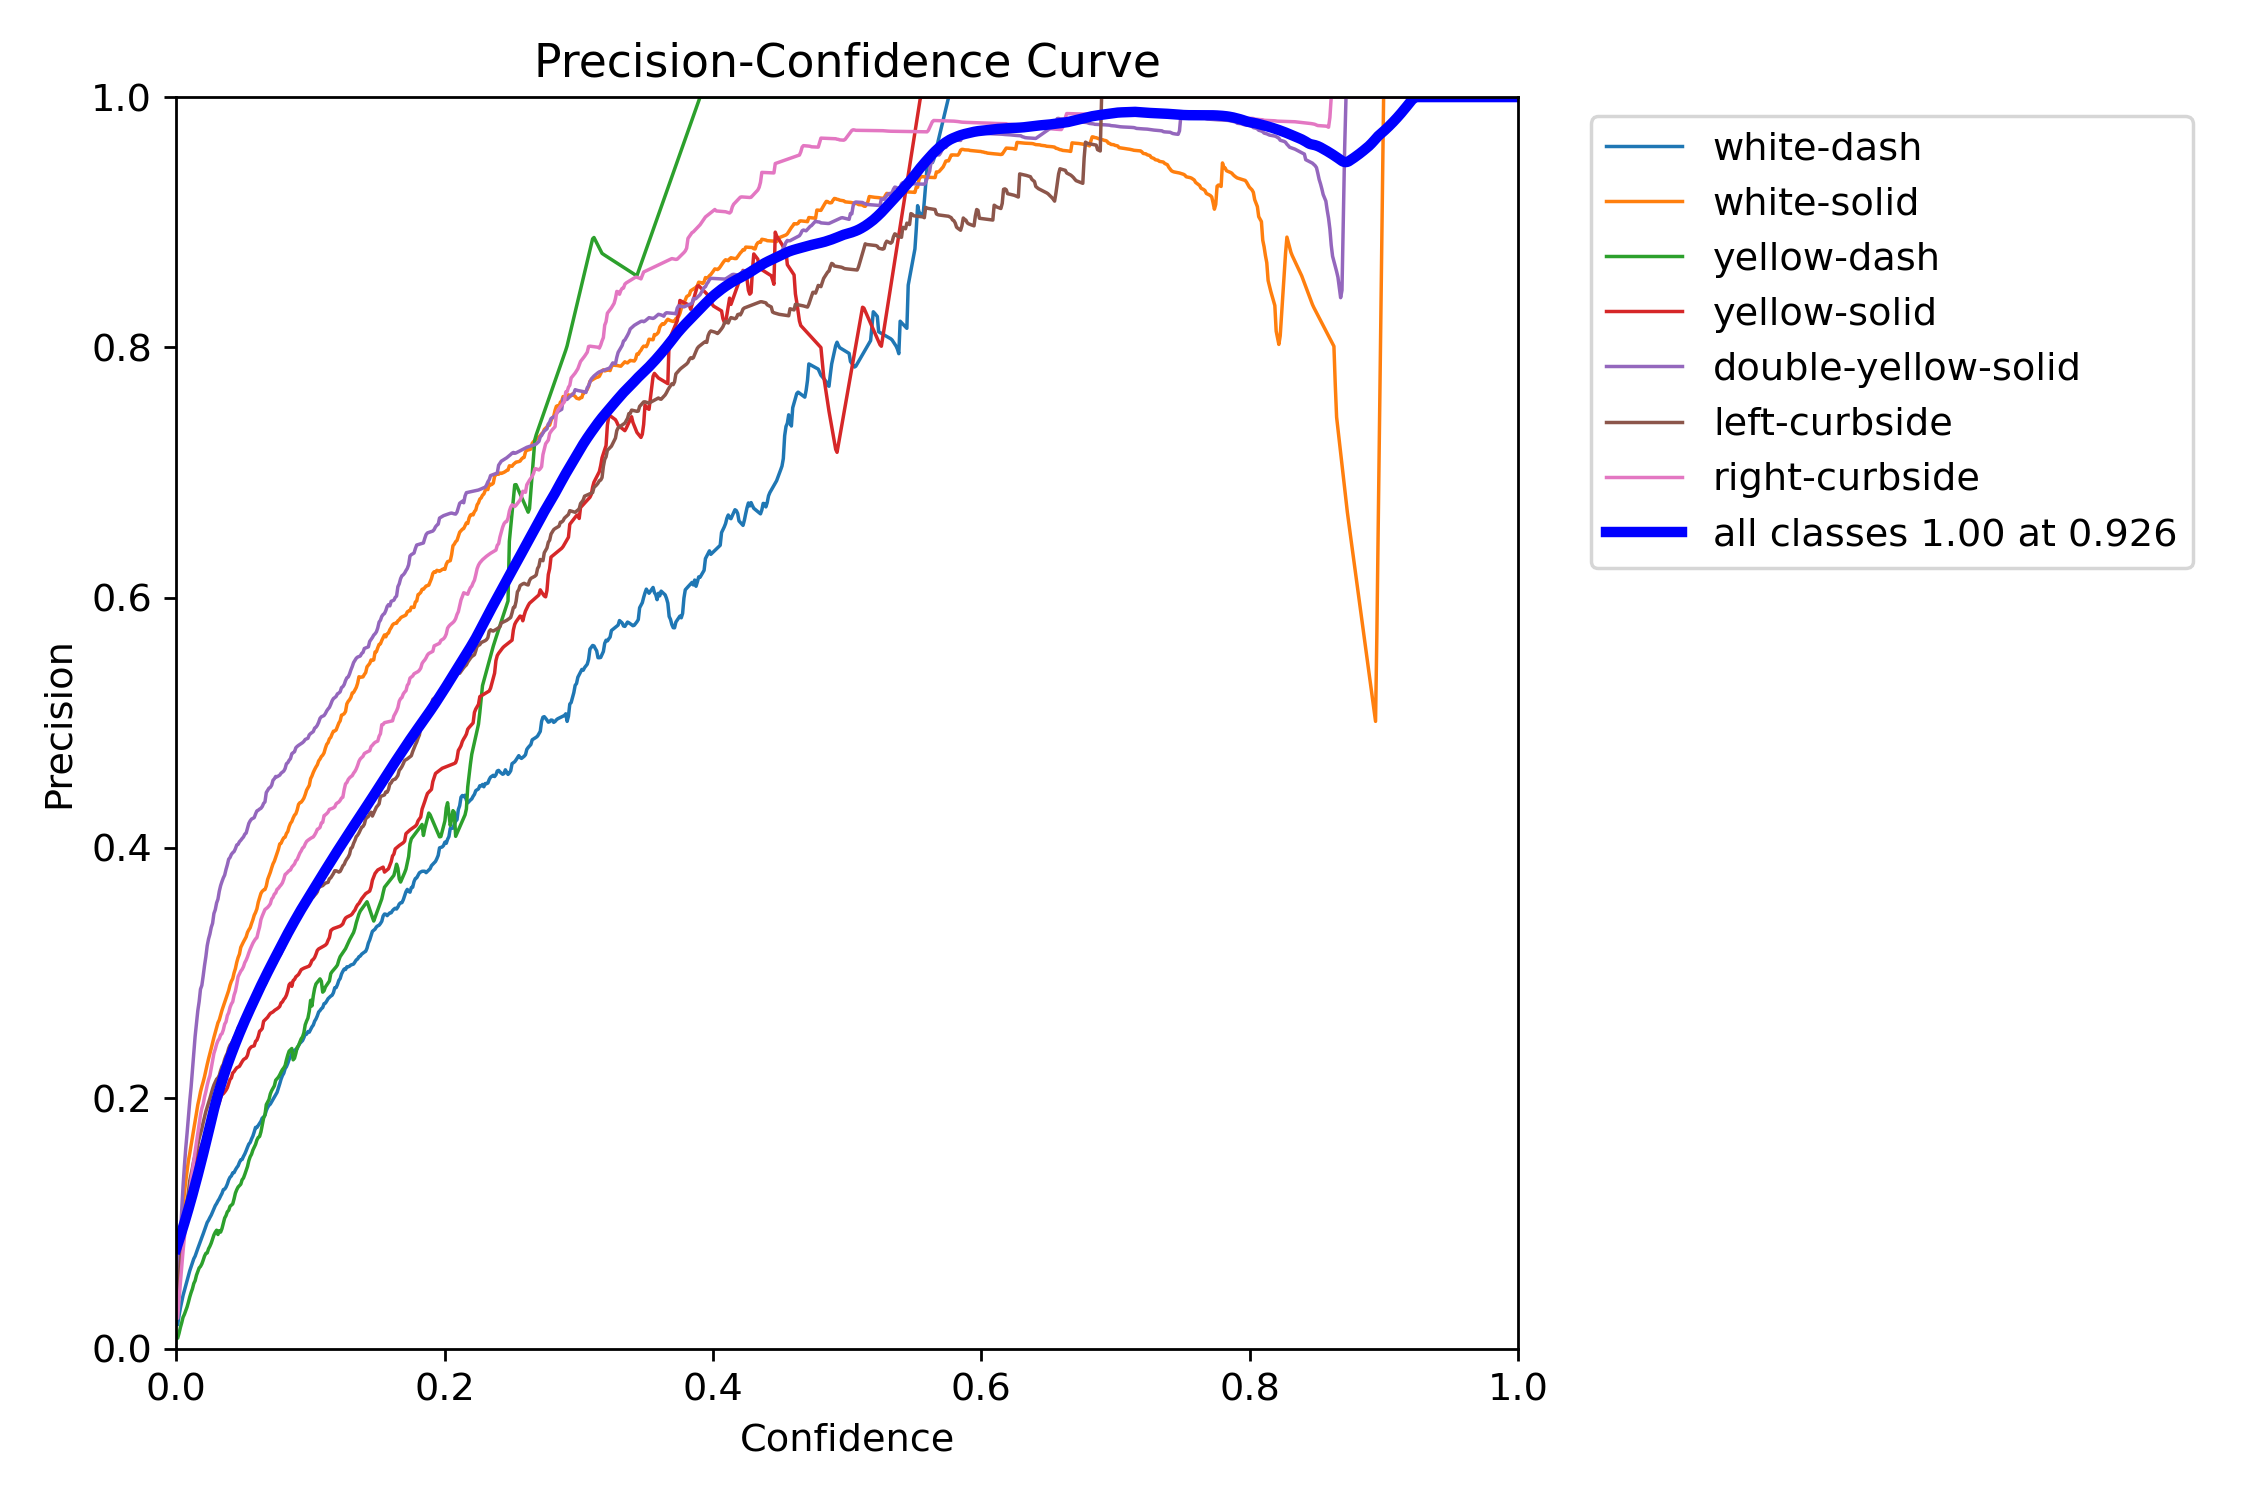 Precision-Confidence Curve
1.0
0.8
0.6
0.4
0.2
0.0
Precision
0.0 0.2 0.4 0.6 0.8 1.0
Confidence
white-dash
white-solid
yellow-dash
yellow-solid
double-yellow-solid
left-curbside
right-curbside
all classes 1.00 at 0.926